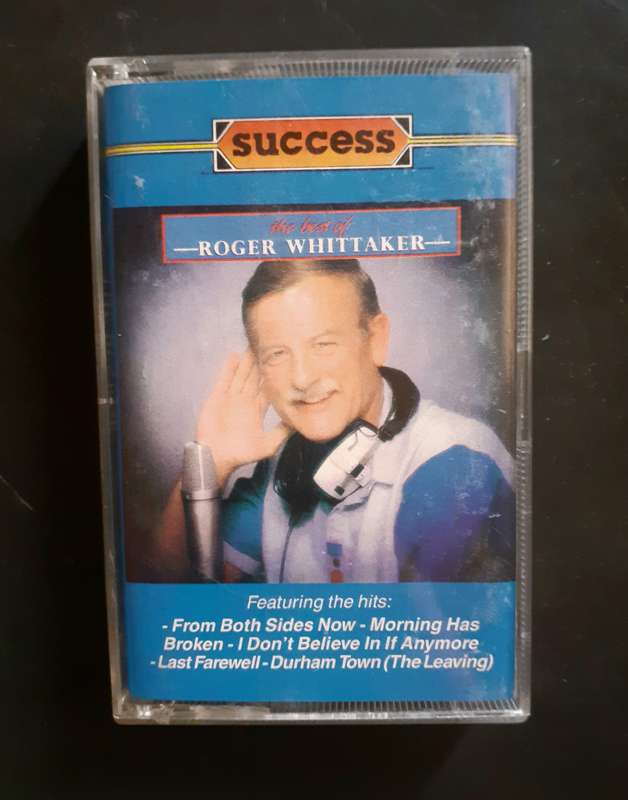 success
the best of
ROGER WHITTAKER
Featuring the hits:
- From Both Sides Now - Morning Has
Broken - I Don't Believe In If Anymore
- Last Farewell - Durham Town (The Leaving)